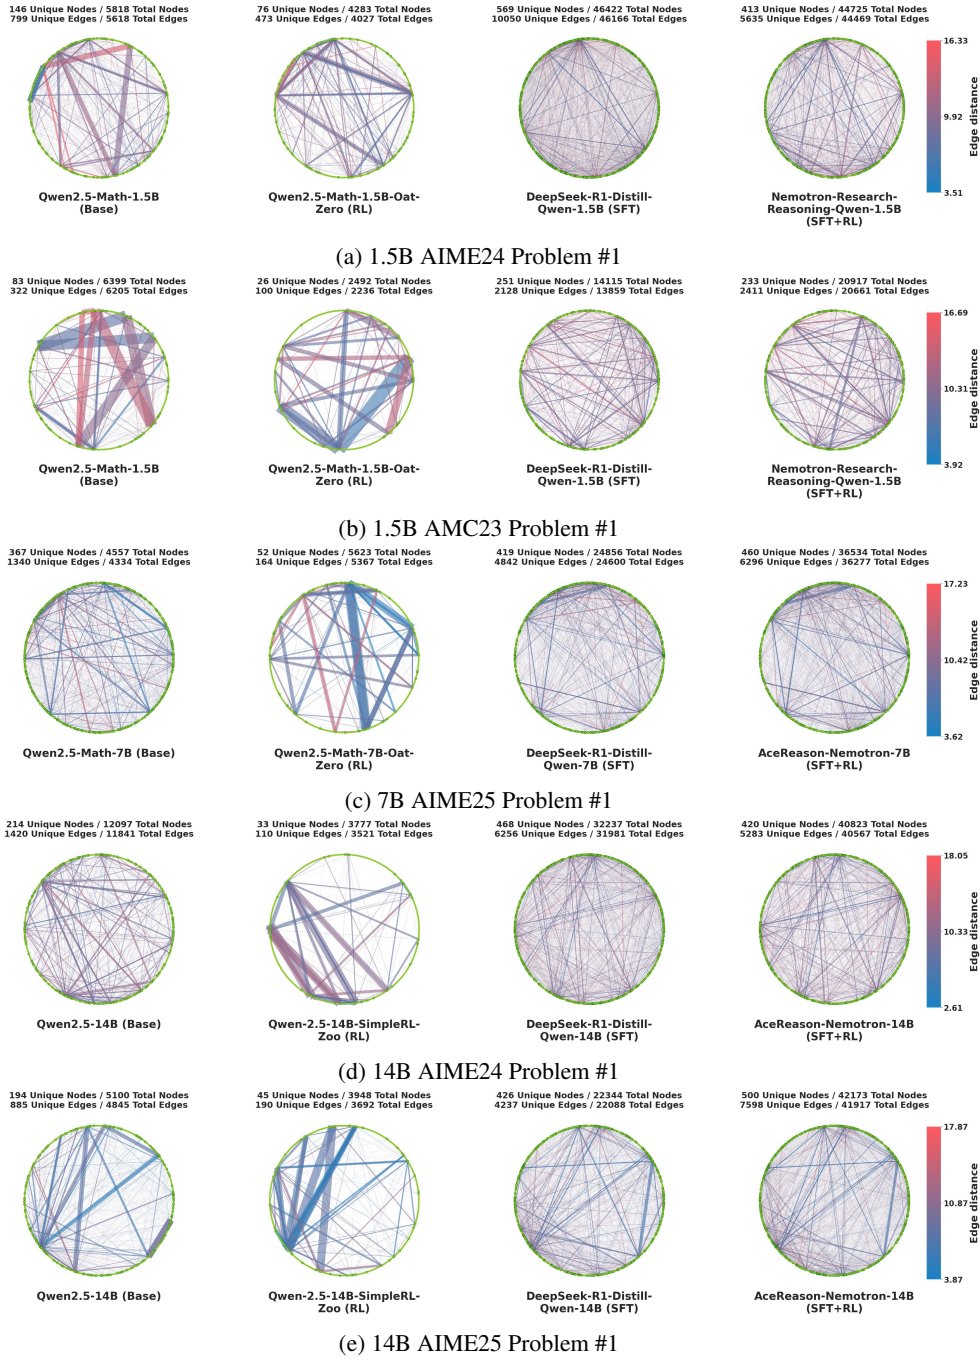 146 Unique Nodes / 5818 Total Nodes
799 Unique Edges / 5618 Total Edges
76 Unique Nodes / 4283 Total Nodes
473 Unique Edges / 4027 Total Edges
569 Unique Nodes / 46422 Total Nodes
10050 Unique Edges / 46166 Total Edges
413 Unique Nodes / 44725 Total Nodes
5635 Unique Edges / 44469 Total Edges
16.33
9.92
3.51
Edge distance
Qwen2.5-Math-1.5B
(Base)
Qwen2.5-Math-1.5B-Oat-
Zero (RL)
DeepSeek-R1-Distill-
Qwen-1.5B (SFT)
Nemotron-Research-
Reasoning-Qwen-1.5B
(SFT+RL)
(a) 1.5B AIME24 Problem #1
83 Unique Nodes / 6399 Total Nodes
322 Unique Edges / 6205 Total Edges
26 Unique Nodes / 2492 Total Nodes
100 Unique Edges / 2236 Total Edges
251 Unique Nodes / 14115 Total Nodes
2128 Unique Edges / 13859 Total Edges
233 Unique Nodes / 20917 Total Nodes
2411 Unique Edges / 20661 Total Edges
16.69
10.31
3.92
Edge distance
Qwen2.5-Math-1.5B
(Base)
Qwen2.5-Math-1.5B-Oat-
Zero (RL)
DeepSeek-R1-Distill-
Qwen-1.5B (SFT)
Nemotron-Research-
Reasoning-Qwen-1.5B
(SFT+RL)
(b) 1.5B AMC23 Problem #1
367 Unique Nodes / 4557 Total Nodes
1340 Unique Edges / 4334 Total Edges
52 Unique Nodes / 5623 Total Nodes
164 Unique Edges / 5367 Total Edges
419 Unique Nodes / 24856 Total Nodes
4842 Unique Edges / 24600 Total Edges
460 Unique Nodes / 36534 Total Nodes
6296 Unique Edges / 36277 Total Edges
17.23
10.42
3.62
Edge distance
Qwen2.5-Math-7B (Base)
Qwen2.5-Math-7B-Oat-
Zero (RL)
DeepSeek-R1-Distill-
Qwen-7B (SFT)
AceReason-Nemotron-7B
(SFT+RL)
(c) 7B AIME25 Problem #1
214 Unique Nodes / 12097 Total Nodes
1420 Unique Edges / 11841 Total Edges
33 Unique Nodes / 3777 Total Nodes
110 Unique Edges / 3521 Total Edges
468 Unique Nodes / 32237 Total Nodes
6256 Unique Edges / 31981 Total Edges
420 Unique Nodes / 40823 Total Nodes
5283 Unique Edges / 40567 Total Edges
18.05
10.33
2.61
Edge distance
Qwen2.5-14B (Base)
Qwen-2.5-14B-SimpleRL-
Zoo (RL)
DeepSeek-R1-Distill-
Qwen-14B (SFT)
AceReason-Nemotron-14B
(SFT+RL)
(d) 14B AIME24 Problem #1
194 Unique Nodes / 5100 Total Nodes
885 Unique Edges / 4845 Total Edges
45 Unique Nodes / 3948 Total Nodes
190 Unique Edges / 3692 Total Edges
426 Unique Nodes / 22344 Total Nodes
4237 Unique Edges / 22088 Total Edges
500 Unique Nodes / 42173 Total Nodes
7598 Unique Edges / 41917 Total Edges
17.87
10.87
3.87
Edge distance
Qwen2.5-14B (Base)
Qwen-2.5-14B-SimpleRL-
Zoo (RL)
DeepSeek-R1-Distill-
Qwen-14B (SFT)
AceReason-Nemotron-14B
(SFT+RL)
(e) 14B AIME25 Problem #1